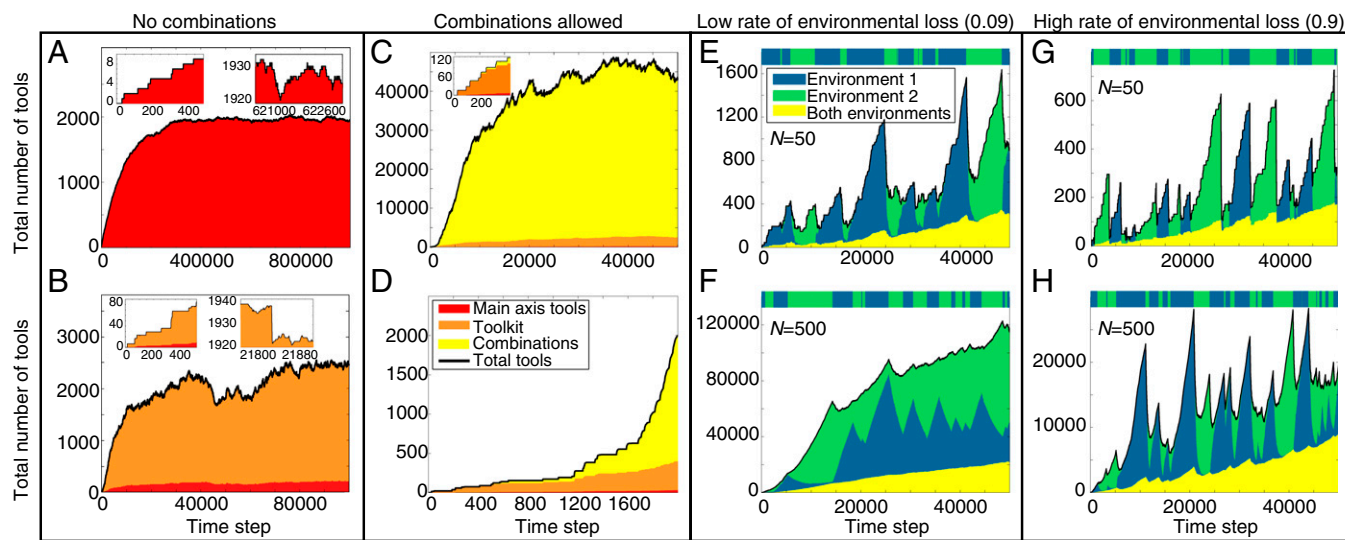 No combinations
Combinations allowed
Low rate of environmental loss (0.09)
High rate of environmental loss (0.9)
Total number of tools
A
2000
1000
0
0 400000 800000
8
4
0
0 200 400
1930
1920
621000 622600
B
3000
2000
1000
0
0 40000 80000
Time step
80
40
0
0 200 400
1940
1930
1920
21800 21880
Total number of tools
C
40000
30000
20000
10000
0
0 20000 40000
120
60
0
0 200
D
Main axis tools
Toolkit
Combinations
Total tools
2000
1500
1000
500
0
0 400 800 1200 1600
Time step
E
Environment 1
Environment 2
Both environments
N=50
1600
1200
800
400
0
0 20000 40000
F
N=500
120000
80000
40000
0
0 20000 40000
Time step
G
N=50
600
400
200
0
0 20000 40000
H
N=500
20000
10000
0
0 20000 40000
Time step